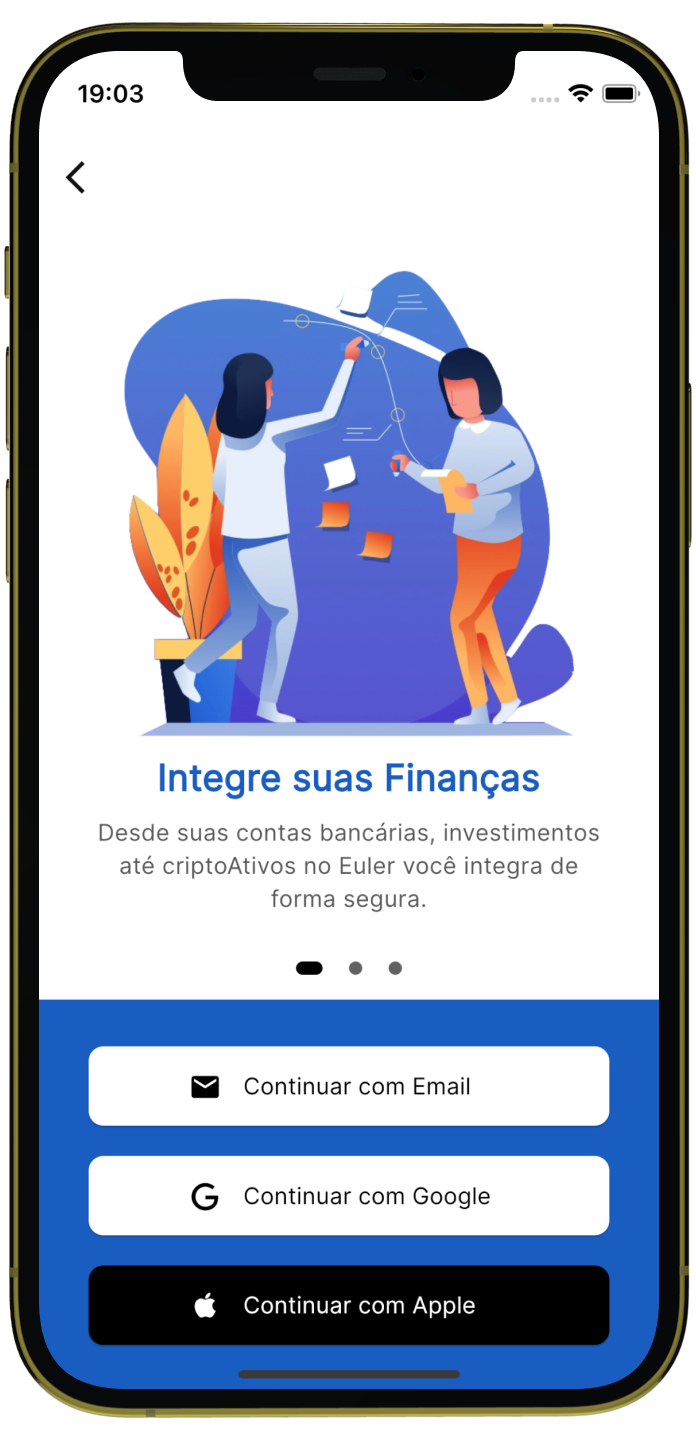 19:03
Integre suas Finanças
Desde suas contas bancárias, investimentos
até criptoAtivos no Euler você integra de
forma segura.
Continuar com Email
Continuar com Google
Continuar com Apple